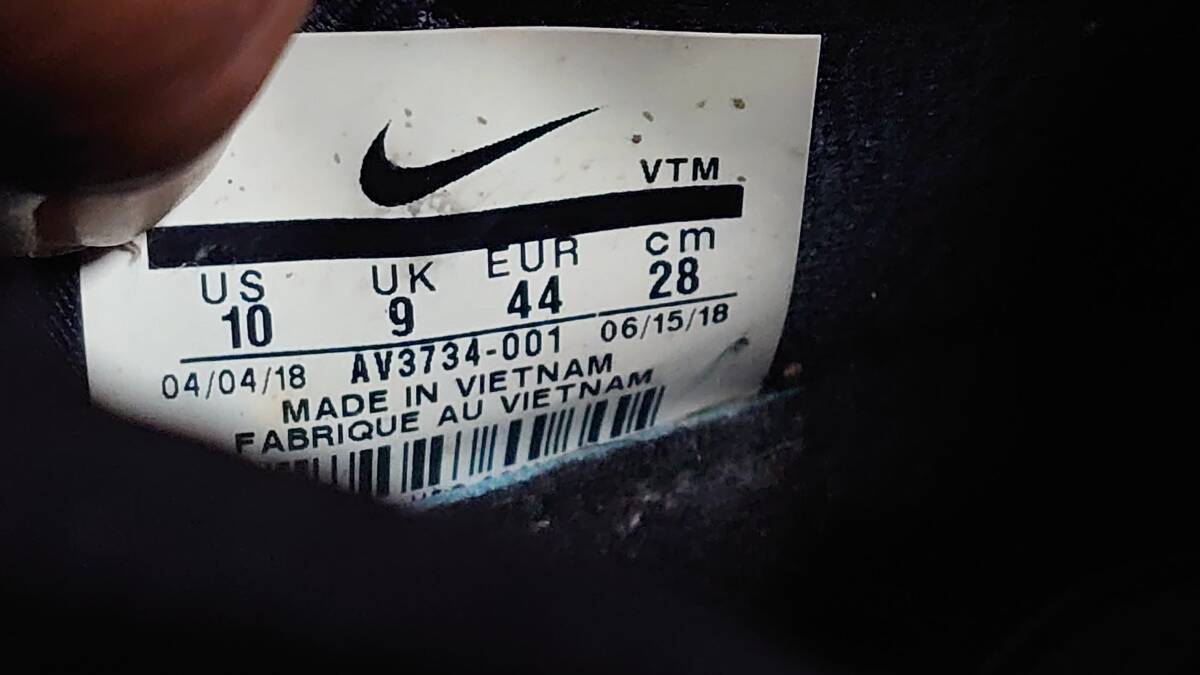 VTM
US UK EUR cm
10 9 44 28
04/04/18 AV3734-001 06/15/18
MADE IN VIETNAM
FABRIQUE AU VIETNAM